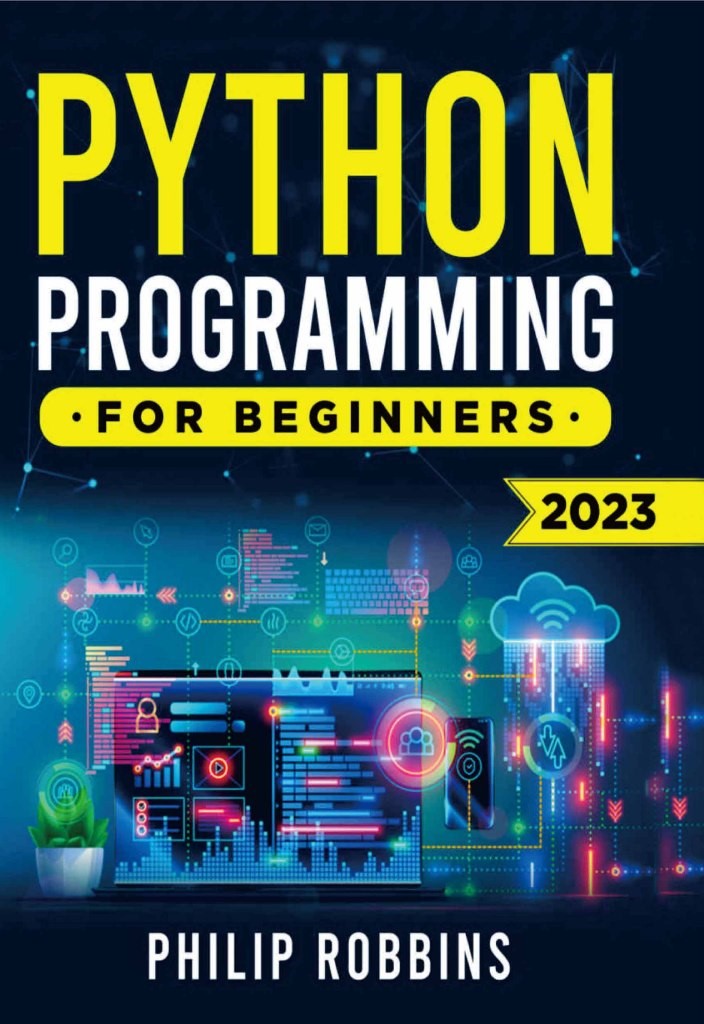 PYTHON
PROGRAMMING
· FOR BEGINNERS ·
2023
PHILIP ROBBINS